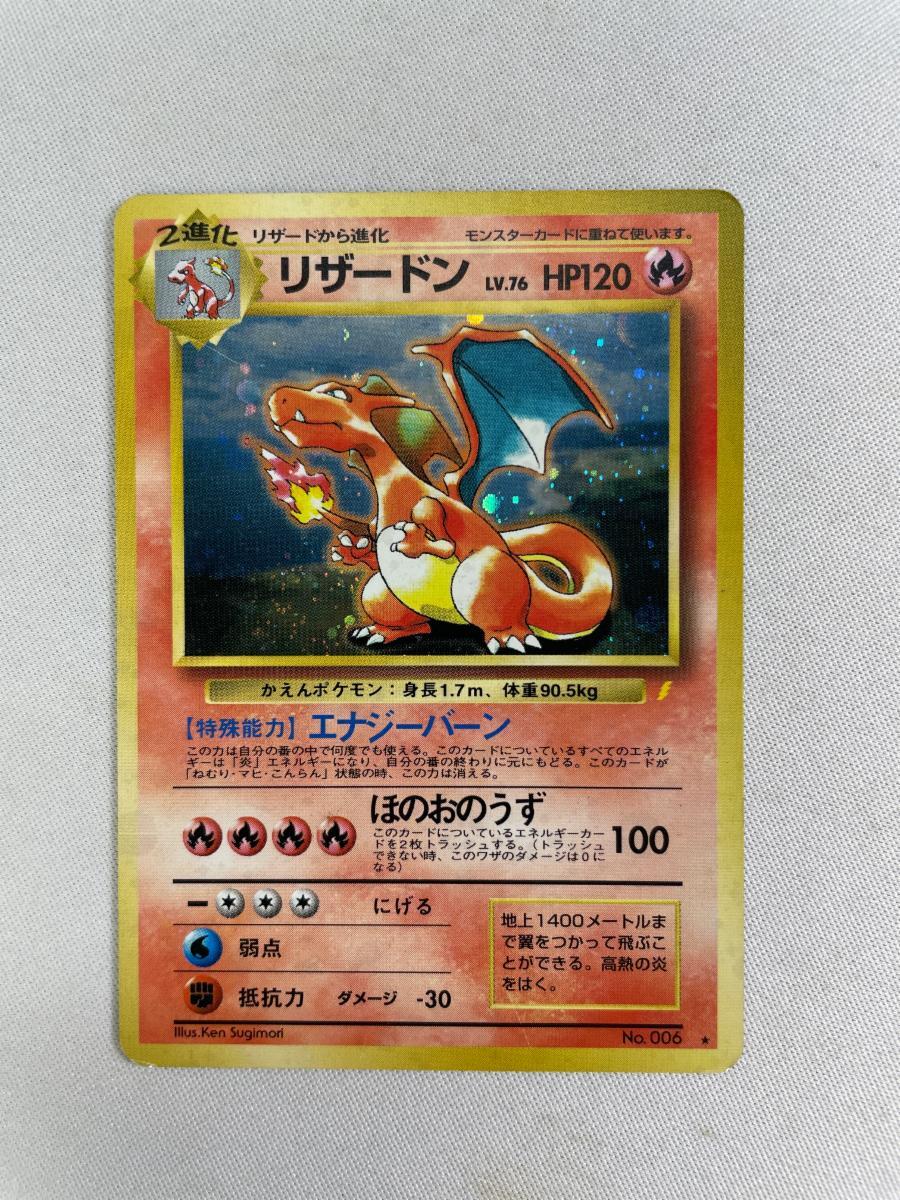 2進化
リザードから進化
モンスターカードに重ねて使います。
リザードン LV.76 HP120
かえんポケモン：身長1.7m、体重90.5kg
【特殊能力】エナジーバーン
この力は自分の番の中で何度でも使える。このカードについているすべてのエネル
ギーは「炎」エネルギーになり、自分の番の終わりに元にもどる。このカードが
「ねむり・マヒ・こんらん」状態の時、この力は消える。
ほのおのうず
このカードについているエネルギーカー
ドを2枚トラッシュする。（トラッシュ
できない時、このワザのダメージは0に
なる）
100
にげる
弱点
抵抗力 ダメージ -30
地上1400メートルま
で翼をつかって飛ぶこ
とができる。高熱の炎
をはく。
Illus.Ken Sugimori
No. 006 ★